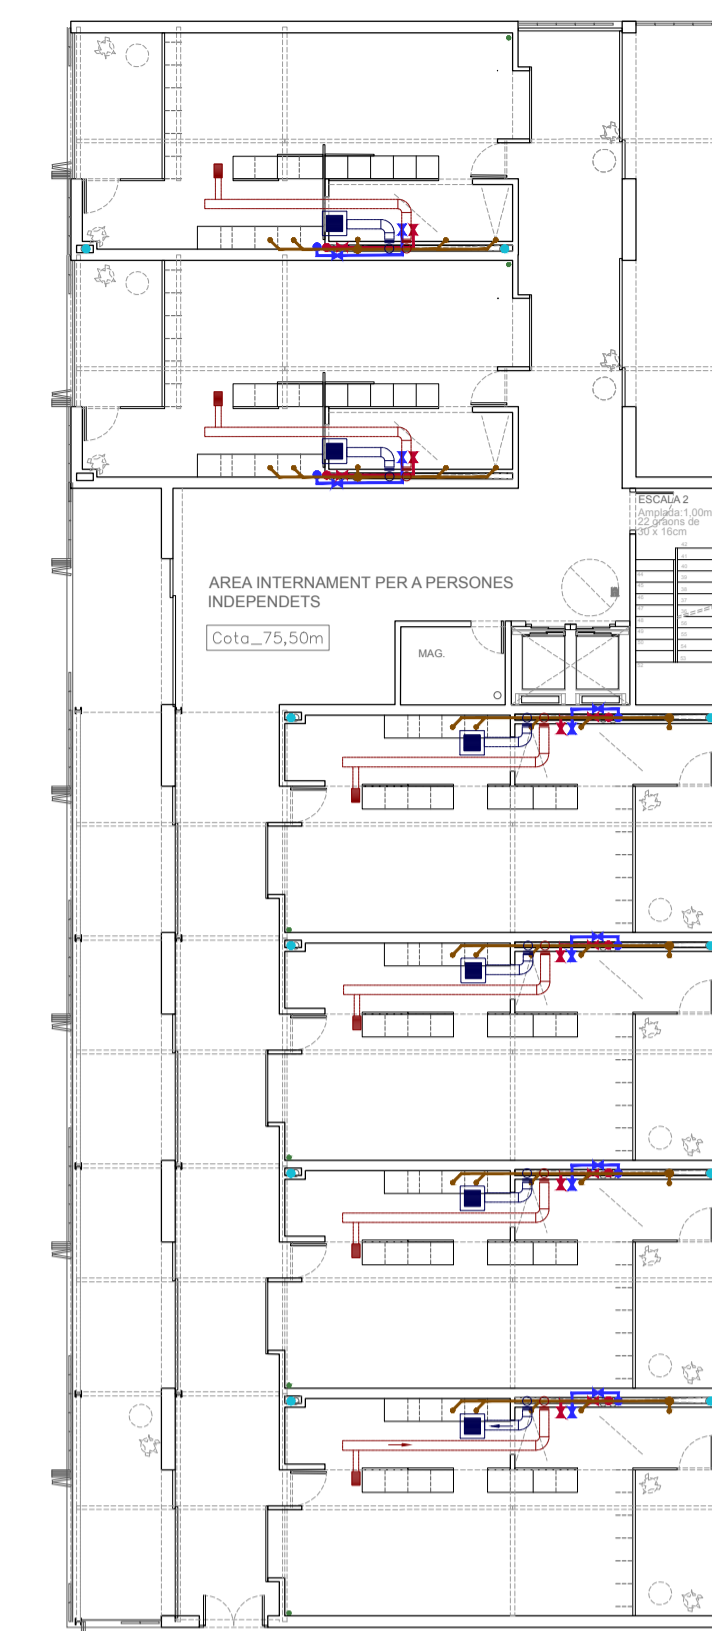 ESCALA 2
Amplada:1,00m
22 graons de
30 x 16cm
AREA INTERNAMENT PER A PERSONES
INDEPENDETS
Cota_75,50m
MAG.